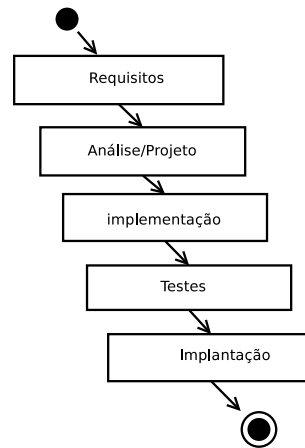 Requisitos
Análise/Projeto
implementação
Testes
Implantação